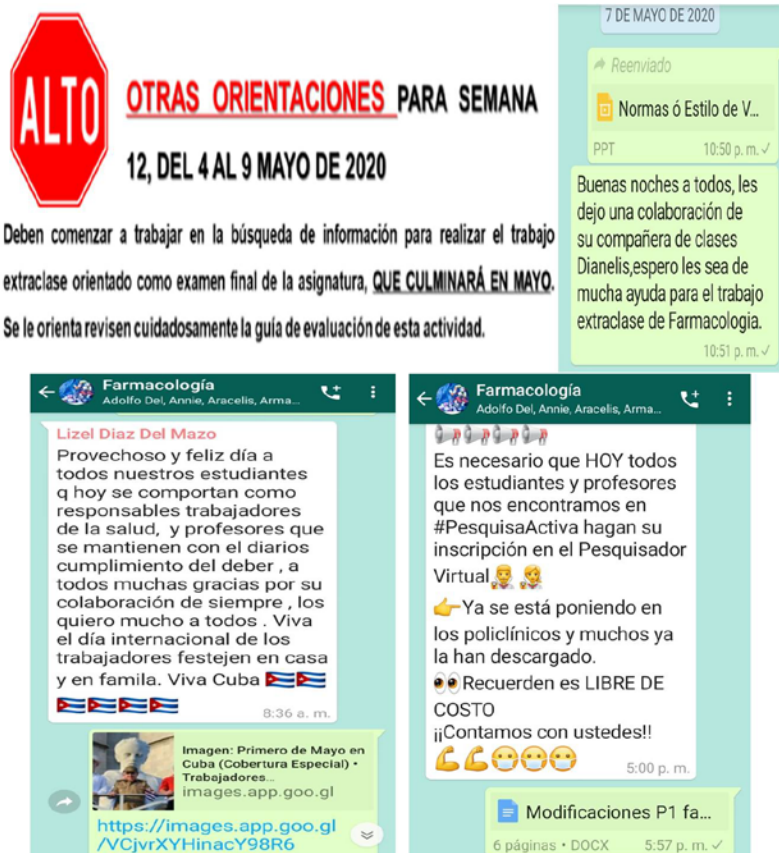 ALTO
OTRAS ORIENTACIONES PARA SEMANA
12, DEL 4 AL 9 MAYO DE 2020
Deben comenzar a trabajar en la búsqueda de información para realizar el trabajo
extraclase orientado como examen final de la asignatura, QUE CULMINARÁ EN MAYO.
Se le orienta revisen cuidadosamente la guía de evaluación de esta actividad.
7 DE MAYO DE 2020
Reenviado
Normas ó Estilo de V...
PPT 10:50 p. m.
Buenas noches a todos, les
dejo una colaboración de
su compañera de clases
Dianelis,espero les sea de
mucha ayuda para el trabajo
extraclase de Farmacologia.
10:51 p. m.
Farmacología
Adolfo Del, Annie, Aracelis, Arma...
Lizel Diaz Del Mazo
Provechoso y feliz día a
todos nuestros estudiantes
q hoy se comportan como
responsables trabajadores
de la salud, y profesores que
se mantienen con el diarios
cumplimiento del deber , a
todos muchas gracias por su
colaboración de siempre , los
quiero mucho a todos . Viva
el día internacional de los
trabajadores festejen en casa
y en famila. Viva Cuba
8:36 a. m.
Imagen: Primero de Mayo en
Cuba (Cobertura Especial) •
Trabajadores...
images.app.goo.gl
https://images.app.goo.gl
/VCjvrXYHinacY98R6
Farmacología
Adolfo Del, Annie, Aracelis, Arma...
Es necesario que HOY todos
los estudiantes y profesores
que nos encontramos en
#PesquisaActiva hagan su
inscripción en el Pesquisador
Virtual
Ya se está poniendo en
los policlínicos y muchos ya
la han descargado.
Recuerden es LIBRE DE
COSTO
¡¡Contamos con ustedes!!
5:00 p. m.
Modificaciones P1 fa...
6 páginas • DOCX 5:57 p. m.